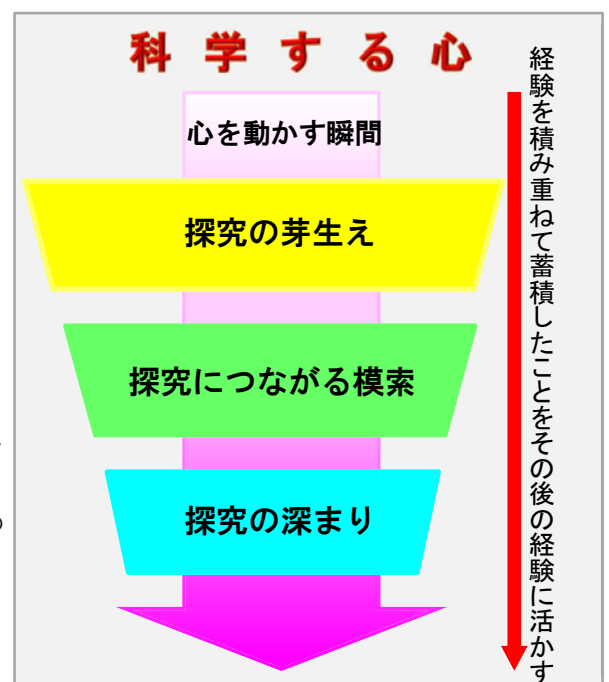 科学する心
心を動かす瞬間
探究の芽生え
探究につながる模索
探究の深まり
経験を積み重ねて蓄積したことをその後の経験に活かす